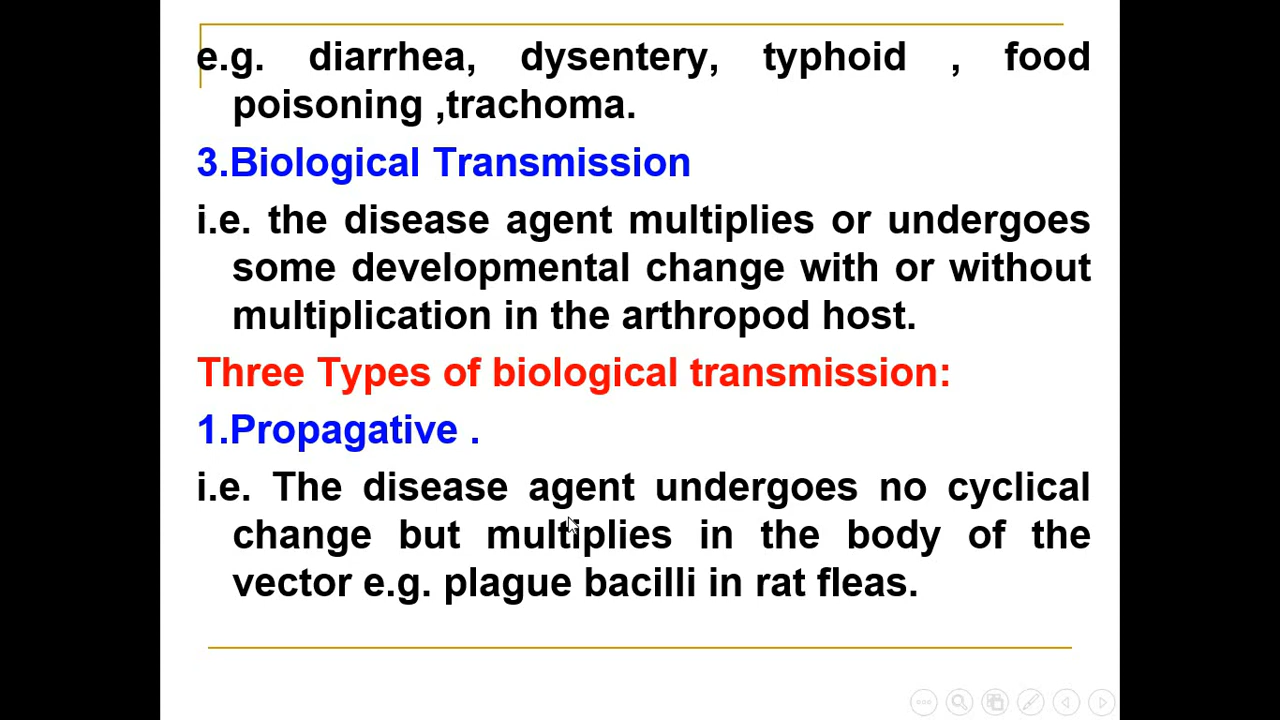 e.g. diarrhea, dysentery, typhoid , food
poisoning ,trachoma.
3.Biological Transmission
i.e. the disease agent multiplies or undergoes
some developmental change with or without
multiplication in the arthropod host.
Three Types of biological transmission:
1.Propagative .
i.e. The disease agent undergoes no cyclical
change but multiplies in the body of the
vector e.g. plague bacilli in rat fleas.